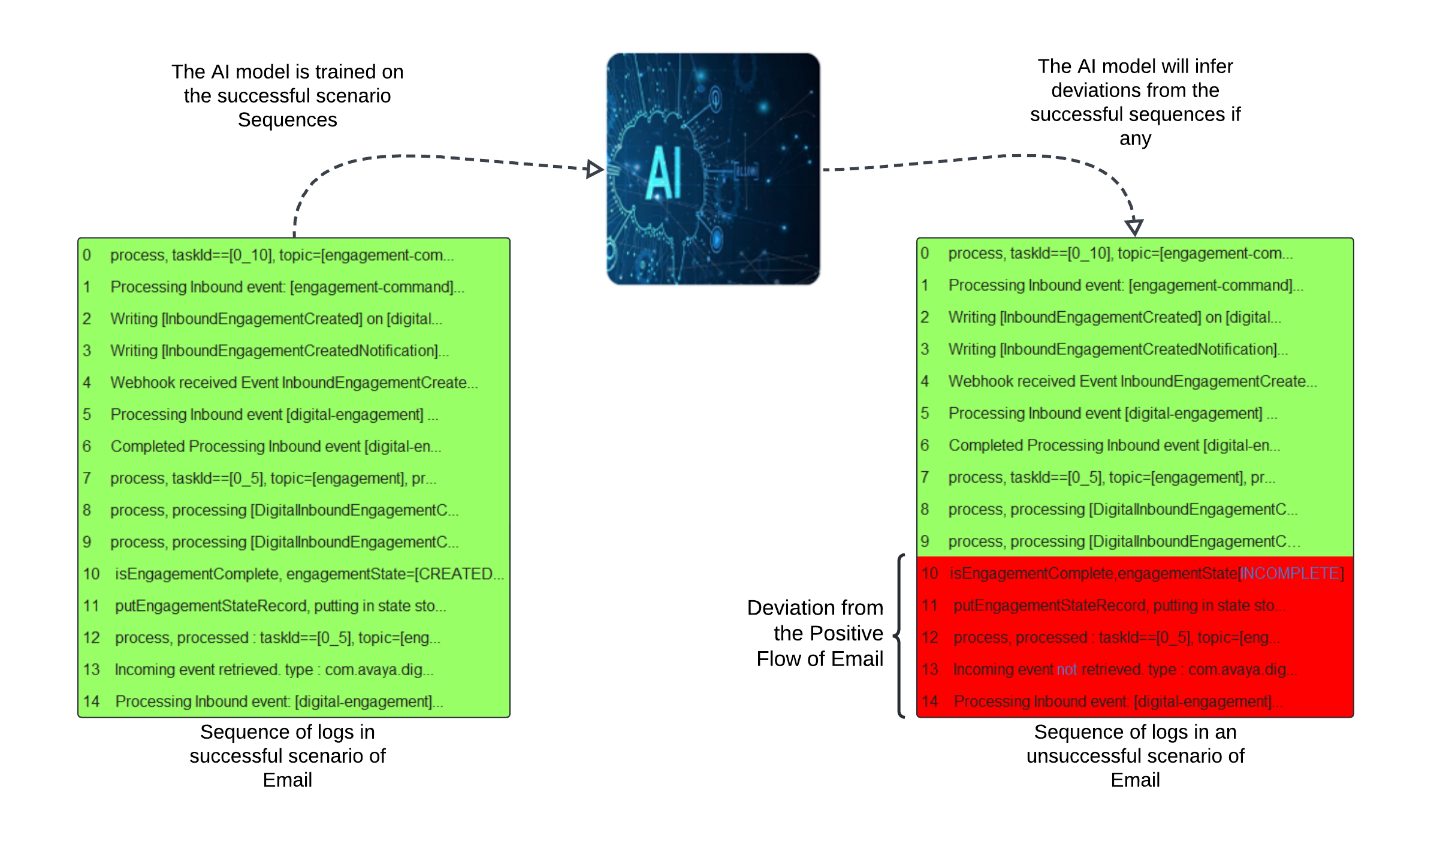 The AI model is trained on
the successful scenario
Sequences
AI
The AI model will infer
deviations from the
successful sequences if
any
0 process, taskId==[0_10], topic=[engagement-com...
1 Processing Inbound event: [engagement-command]...
2 Writing [InboundEngagementCreated] on [digital...
3 Writing [InboundEngagementCreatedNotification]...
4 Webhook received Event InboundEngagementCreate...
5 Processing Inbound event [digital-engagement] ...
6 Completed Processing Inbound event [digital-en...
7 process, taskId==[0_5], topic=[engagement], pr...
8 process, processing [DigitalInboundEngagementC...
9 process, processing [DigitalInboundEngagementC...
10 isEngagementComplete, engagementState=[CREATED...
11 putEngagementStateRecord, putting in state sto...
12 process, processed : taskId==[0_5], topic=[eng...
13 Incoming event retrieved. type : com.avaya.dig...
14 Processing Inbound event: [digital-engagement]...
Sequence of logs in
successful scenario of
Email
0 process, taskId==[0_10], topic=[engagement-com...
1 Processing Inbound event: [engagement-command]...
2 Writing [InboundEngagementCreated] on [digital...
3 Writing [InboundEngagementCreatedNotification]...
4 Webhook received Event InboundEngagementCreate...
5 Processing Inbound event [digital-engagement] ...
6 Completed Processing Inbound event [digital-en...
7 process, taskId==[0_5], topic=[engagement], pr...
8 process, processing [DigitalInboundEngagementC...
9 process, processing [DigitalInboundEngagementC...
10 isEngagementComplete,engagementState[INCOMPLETE]
11 putEngagementStateRecord, putting in state sto...
12 process, processed : taskId==[0_5], topic=[eng...
13 Incoming event not retrieved. type : com.avaya.dig...
14 Processing Inbound event: [digital-engagement]...
Deviation from
the Positive
Flow of Email
Sequence of logs in an
unsuccessful scenario of
Email